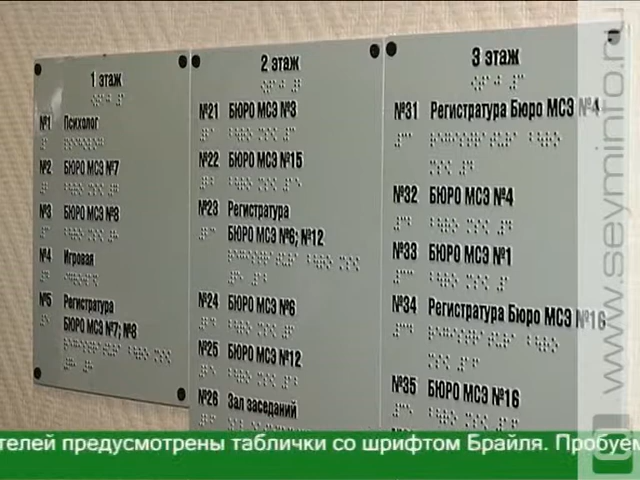 1 этаж
№1 Психолог
№2 БЮРО МСЭ №7
№3 БЮРО МСЭ №8
№4 Игровая
№5 Регистратура
БЮРО МСЭ №7; №8
2 этаж
№21 БЮРО МСЭ №3
№22 БЮРО МСЭ №15
№23 Регистратура
БЮРО МСЭ №6; №12
№24 БЮРО МСЭ №6
№25 БЮРО МСЭ №12
№26 Зал заседаний
3 этаж
№31 Регистратура Бюро МСЭ №4
№32 БЮРО МСЭ №4
№33 БЮРО МСЭ №1
№34 Регистратура Бюро МСЭ №16
№35 БЮРО МСЭ №16
www.seyminfo.ru
телей предусмотрены таблички со шрифтом Брайля. Пробуем